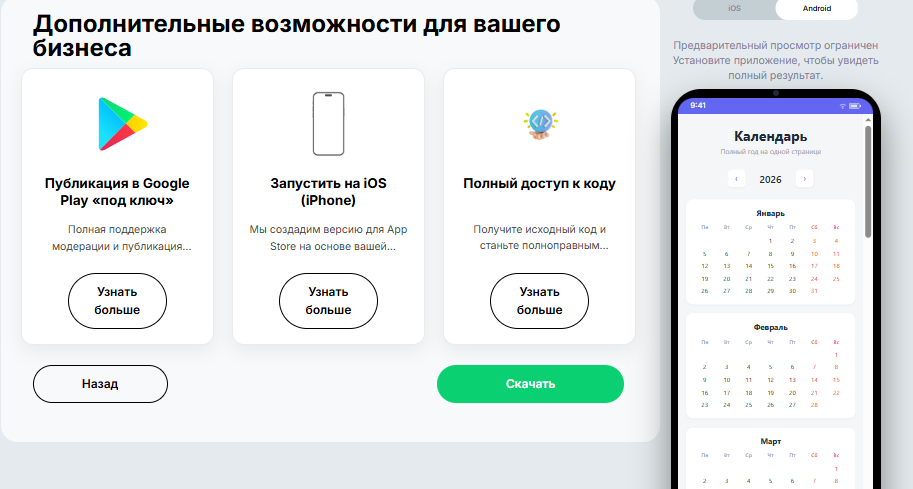 Дополнительные возможности для вашего
бизнеса
Публикация в Google
Play «под ключ»
Полная поддержка
модерации и публикация...
Узнать
больше
Запустить на iOS
(iPhone)
Мы создадим версию для App
Store на основе вашей...
Узнать
больше
Полный доступ к коду
Получите исходный код и
станьте полноправным...
Узнать
больше
Назад
Скачать
iOS Android
Предварительный просмотр ограничен
Установите приложение, чтобы увидеть
полный результат.
9:41
Календарь
Полный год на одной странице
‹ 2026 ›
Январь
Пн Вт Ср Чт Пт Сб Вс
1 2 3 4
5 6 7 8 9 10 11
12 13 14 15 16 17 18
19 20 21 22 23 24 25
26 27 28 29 30 31
Февраль
Пн Вт Ср Чт Пт Сб Вс
1
2 3 4 5 6 7 8
9 10 11 12 13 14 15
16 17 18 19 20 21 22
23 24 25 26 27 28
Март
Пн Вт Ср Чт Пт Сб Вс
1
2 3 4 5 6 7 8